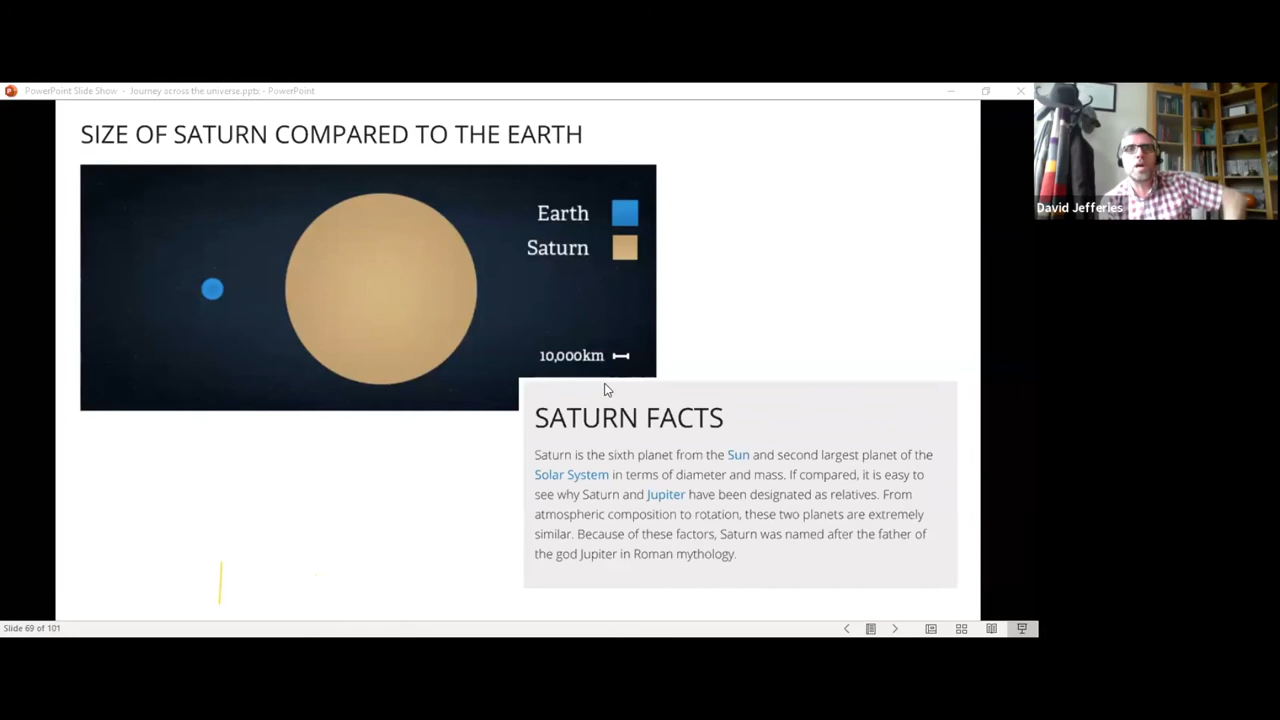 PowerPoint Slide Show - Journey across the universe.pptx - PowerPoint
SIZE OF SATURN COMPARED TO THE EARTH
Earth
Saturn
10,000km
SATURN FACTS
Saturn is the sixth planet from the Sun and second largest planet of the
Solar System in terms of diameter and mass. If compared, it is easy to
see why Saturn and Jupiter have been designated as relatives. From
atmospheric composition to rotation, these two planets are extremely
similar. Because of these factors, Saturn was named after the father of
the god Jupiter in Roman mythology.
David Jefferies
Slide 69 of 101